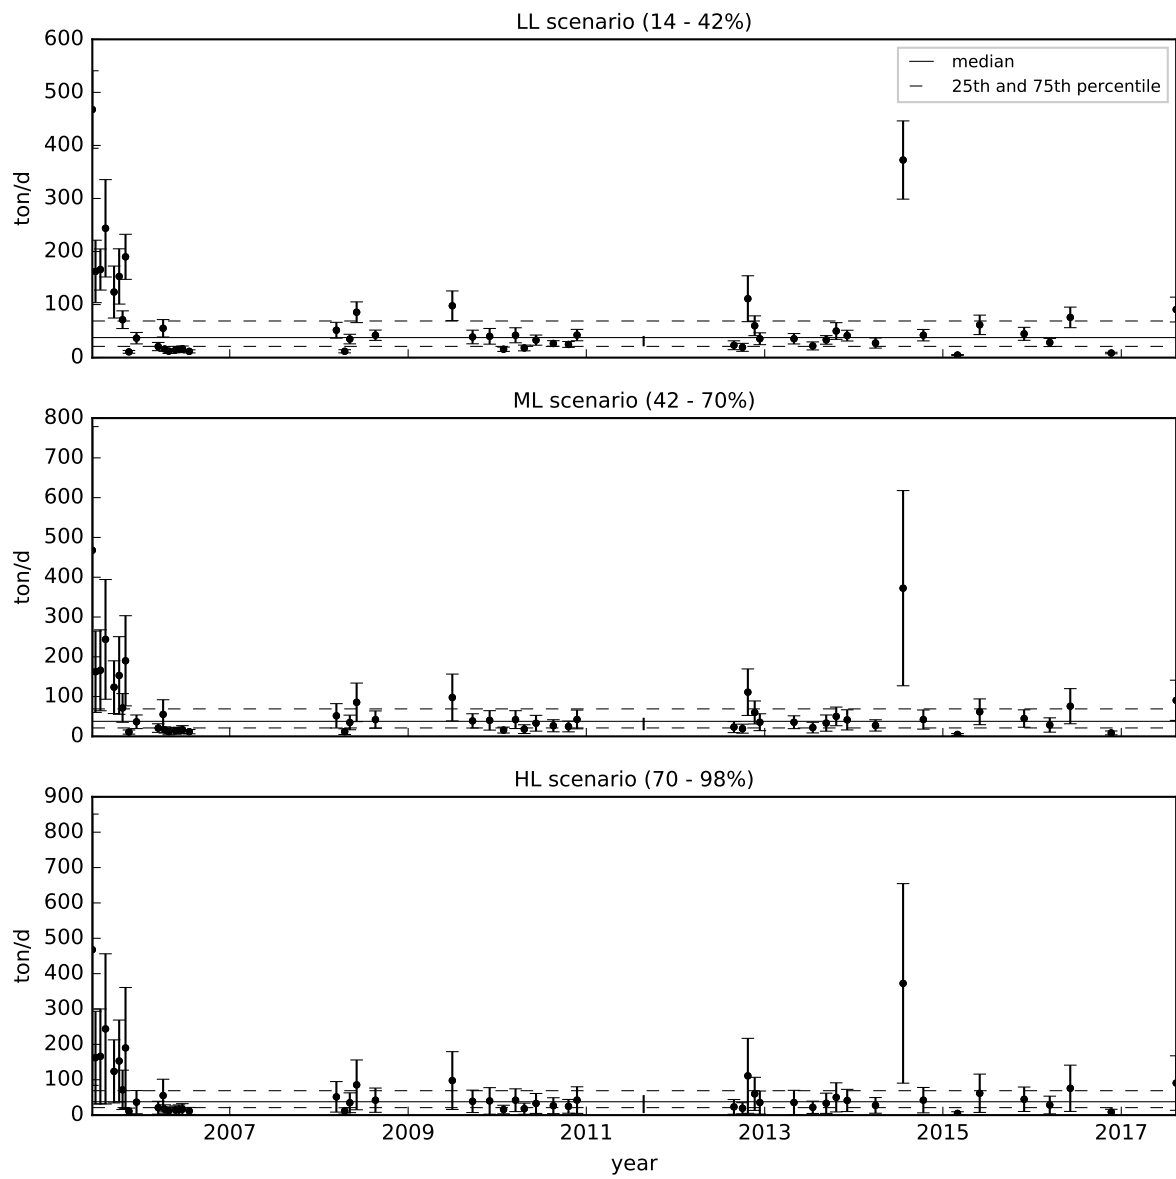 LL scenario (14 - 42%)
600
500
400
300
200
100
0
ton/d
median
25th and 75th percentile
ML scenario (42 - 70%)
800
700
600
500
400
300
200
100
0
ton/d
HL scenario (70 - 98%)
900
800
700
600
500
400
300
200
100
0
ton/d
2007 2009 2011 2013 2015 2017
year